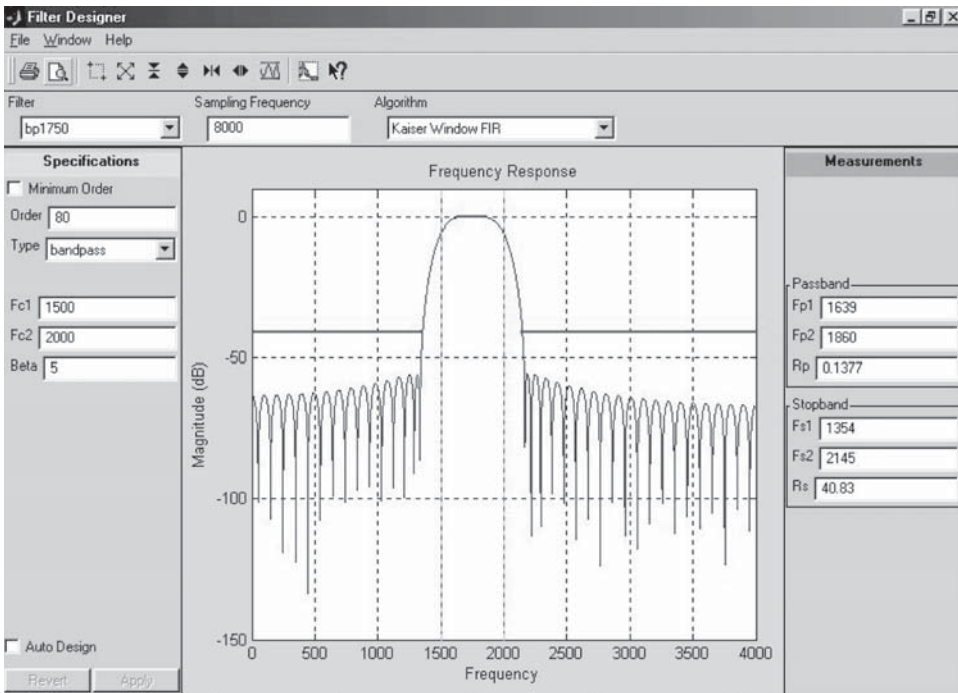 Filter Designer
File Window Help
Filter
bp1750
Sampling Frequency
8000
Algorithm
Kaiser Window FIR
Specifications
Minimum Order
Order 80
Type bandpass
Fc1 1500
Fc2 2000
Beta 5
Auto Design
Revert Apply
Frequency Response
Magnitude (dB)
0
-50
-100
-150
0 500 1000 1500 2000 2500 3000 3500 4000
Frequency
Measurements
Passband
Fp1 1639
Fp2 1860
Rp 0.1377
Stopband
Fs1 1354
Fs2 2145
Rs 40.83